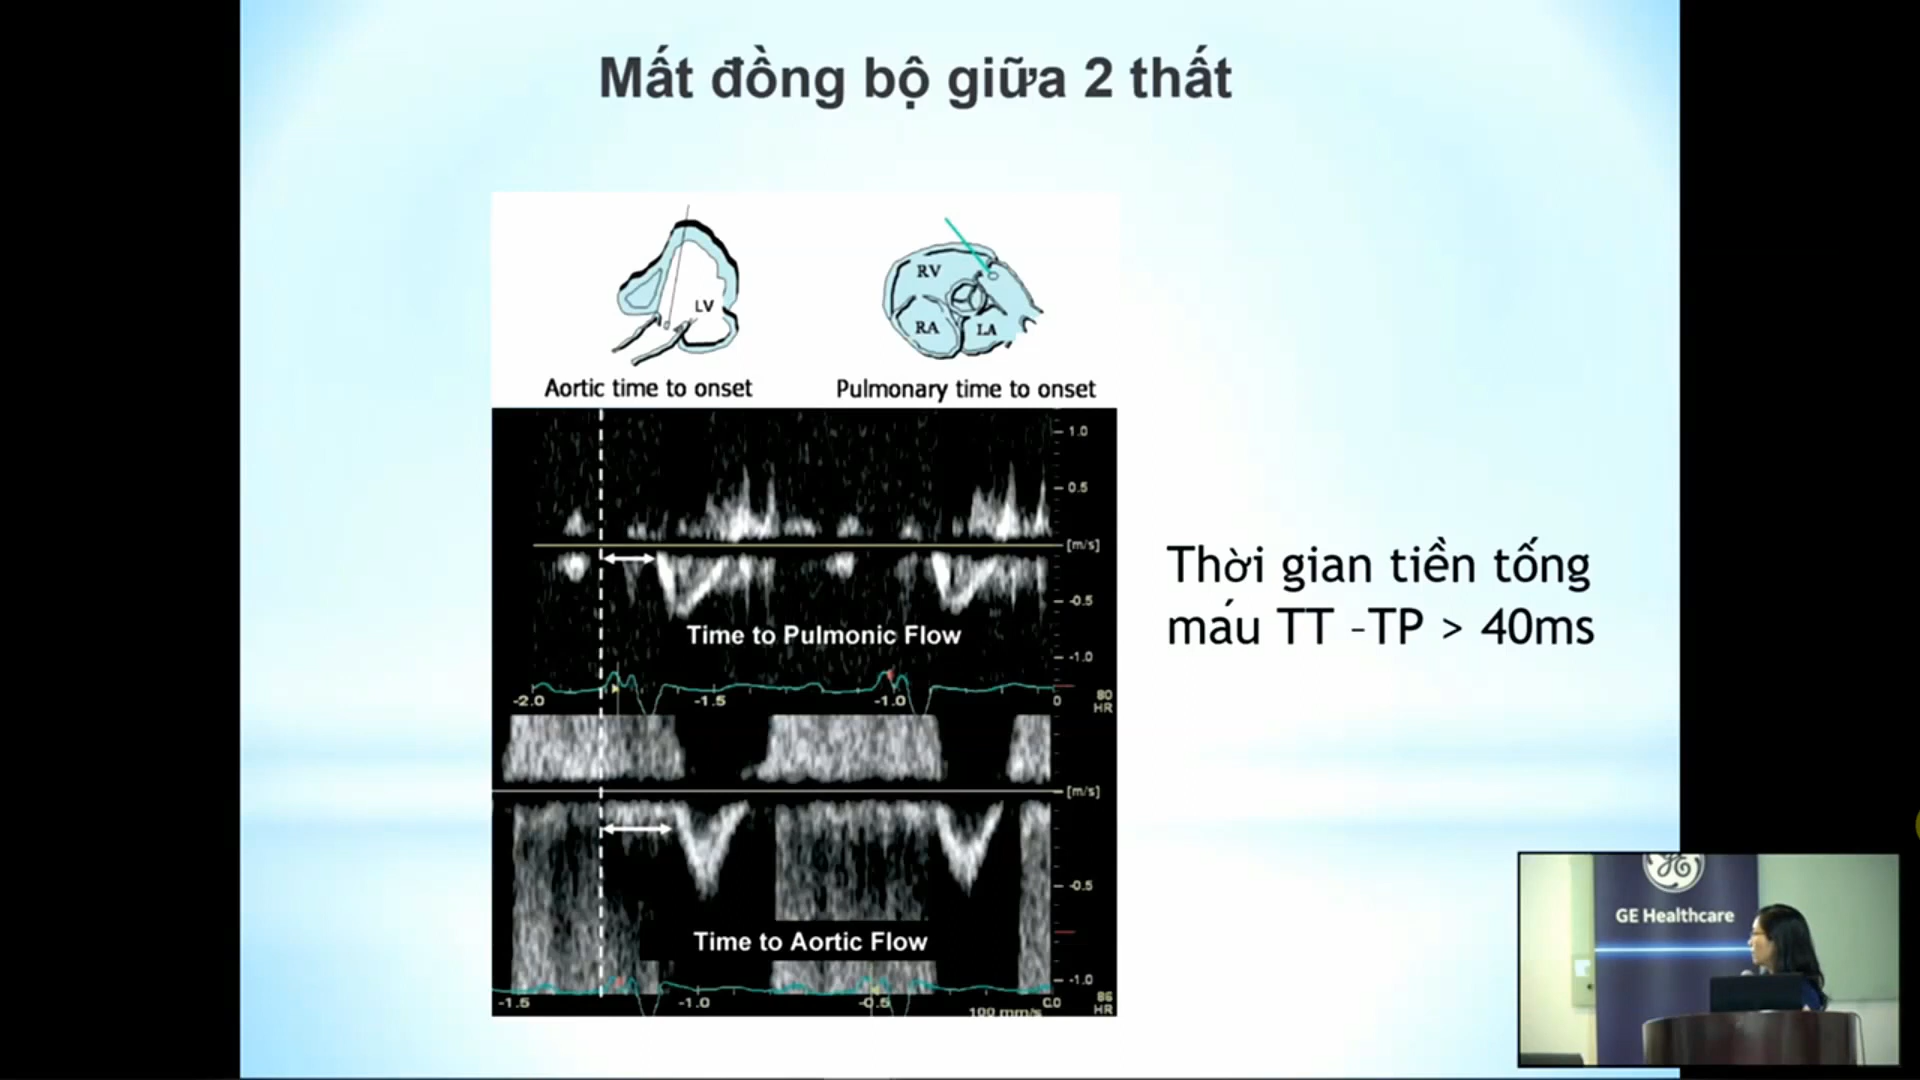 Mất đồng bộ giữa 2 thất
LV
RV
RA
LA
Aortic time to onset
Pulmonary time to onset
1.0
0.5
[m/s]
-0.5
Time to Pulmonic Flow
-1.0
-2.0
-1.5
-1.0
0
80
HR
Thời gian tiền tống
máu TT -TP > 40ms
[m/s]
-0.5
Time to Aortic Flow
-1.0
-1.5
-1.0
-0.5
0.0
100 mm/s
86
HR
GE
GE Healthcare